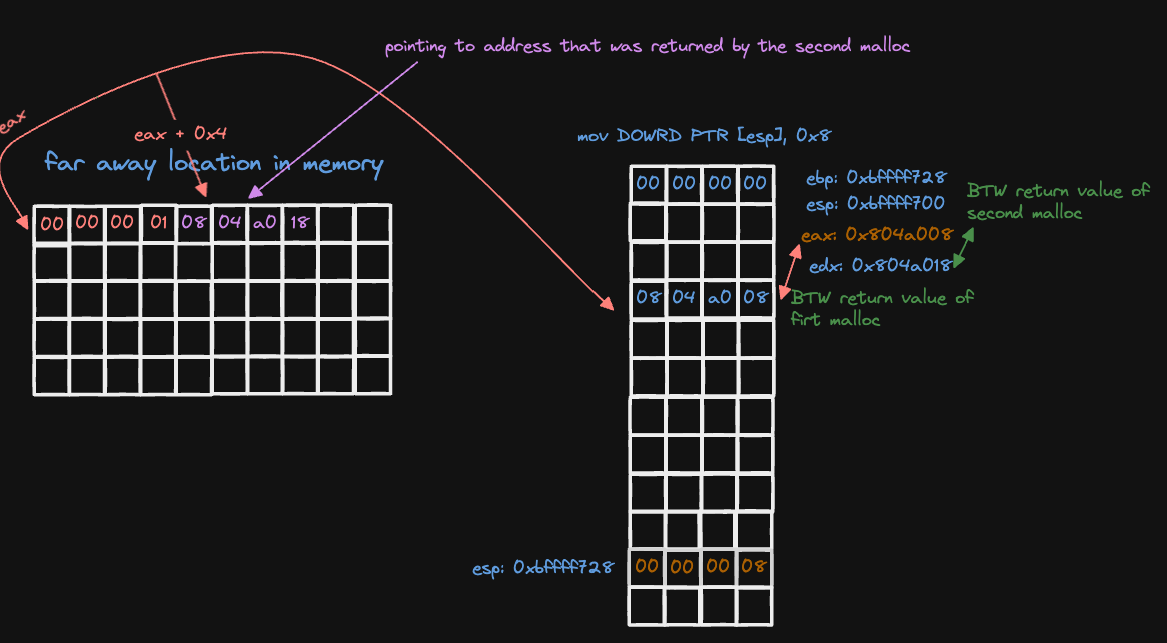 pointing to address that was returned by the second malloc
eax
eax + 0x4
far away location in memory
00 00 00 01 08 04 a0 18
mov DOWRD PTR [esp], 0x8
00 00 00 00
ebp: 0xbffff728
esp: 0xbffff700
BTW return value of
second malloc
eax: 0x804a008
edx: 0x804a018
08 04 a0 08
BTW return value of
firt malloc
esp: 0xbffff728
00 00 00 08